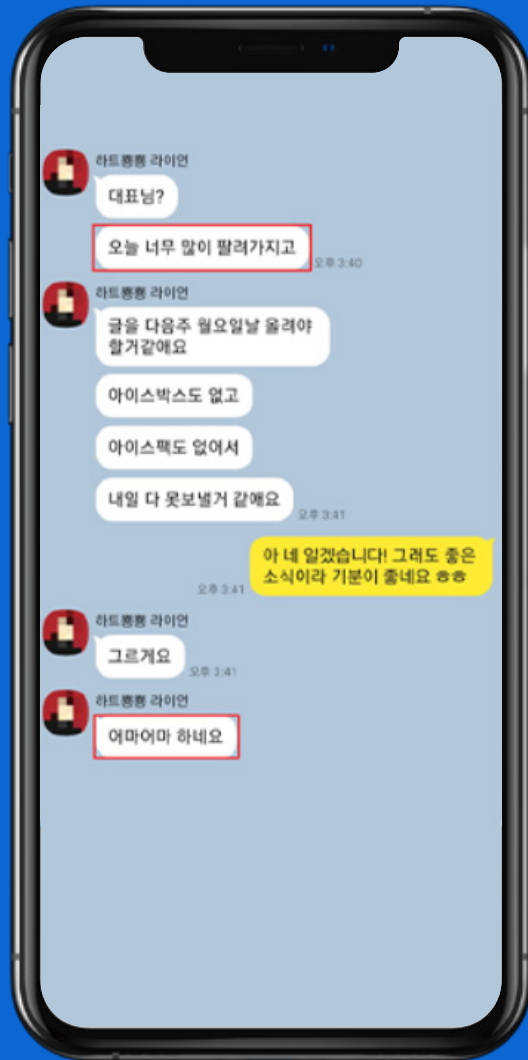 하트뿅뿅 라이언
대표님?
오늘 너무 많이 팔려가지고
오후 3:40
하트뿅뿅 라이언
글을 다음주 월요일날 올려야
할거같애요
아이스박스도 없고
아이스팩도 없어서
내일 다 못보낼거 같애요
오후 3:41
아 네 알겠습니다! 그래도 좋은
소식이라 기분이 좋네요 ㅎㅎ
오후 3:41
하트뿅뿅 라이언
그르게요
오후 3:41
하트뿅뿅 라이언
어마어마 하네요